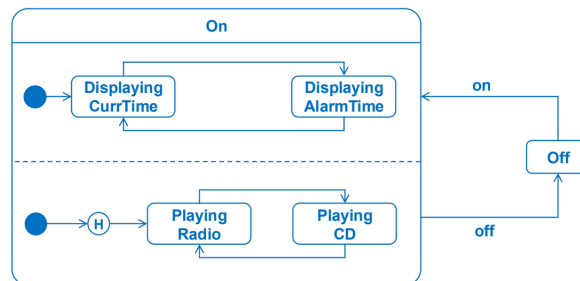 On
Displaying
CurrTime
Displaying
AlarmTime
on
Off
H
Playing
Radio
Playing
CD
off